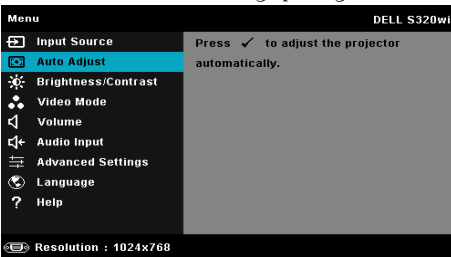 Menu DELL S320wi
Input Source
Press ✓ to adjust the projector
Auto Adjust
automatically.
Brightness/Contrast
Video Mode
Volume
Audio Input
Advanced Settings
Language
? Help
Resolution : 1024x768